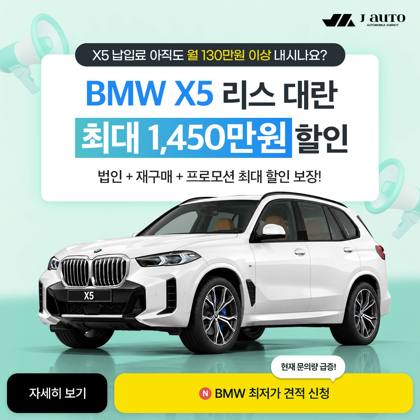 J AUTO
AUTOMOBILE AGENCY
X5 납입료 아직도 월 130만원 이상 내시나요?
BMW X5 리스 대란
최대 1,450만원 할인
법인 + 재구매 + 프로모션 최대 할인 보장!
X5
현재 문의량 급증!
자세히 보기
N BMW 최저가 견적 신청